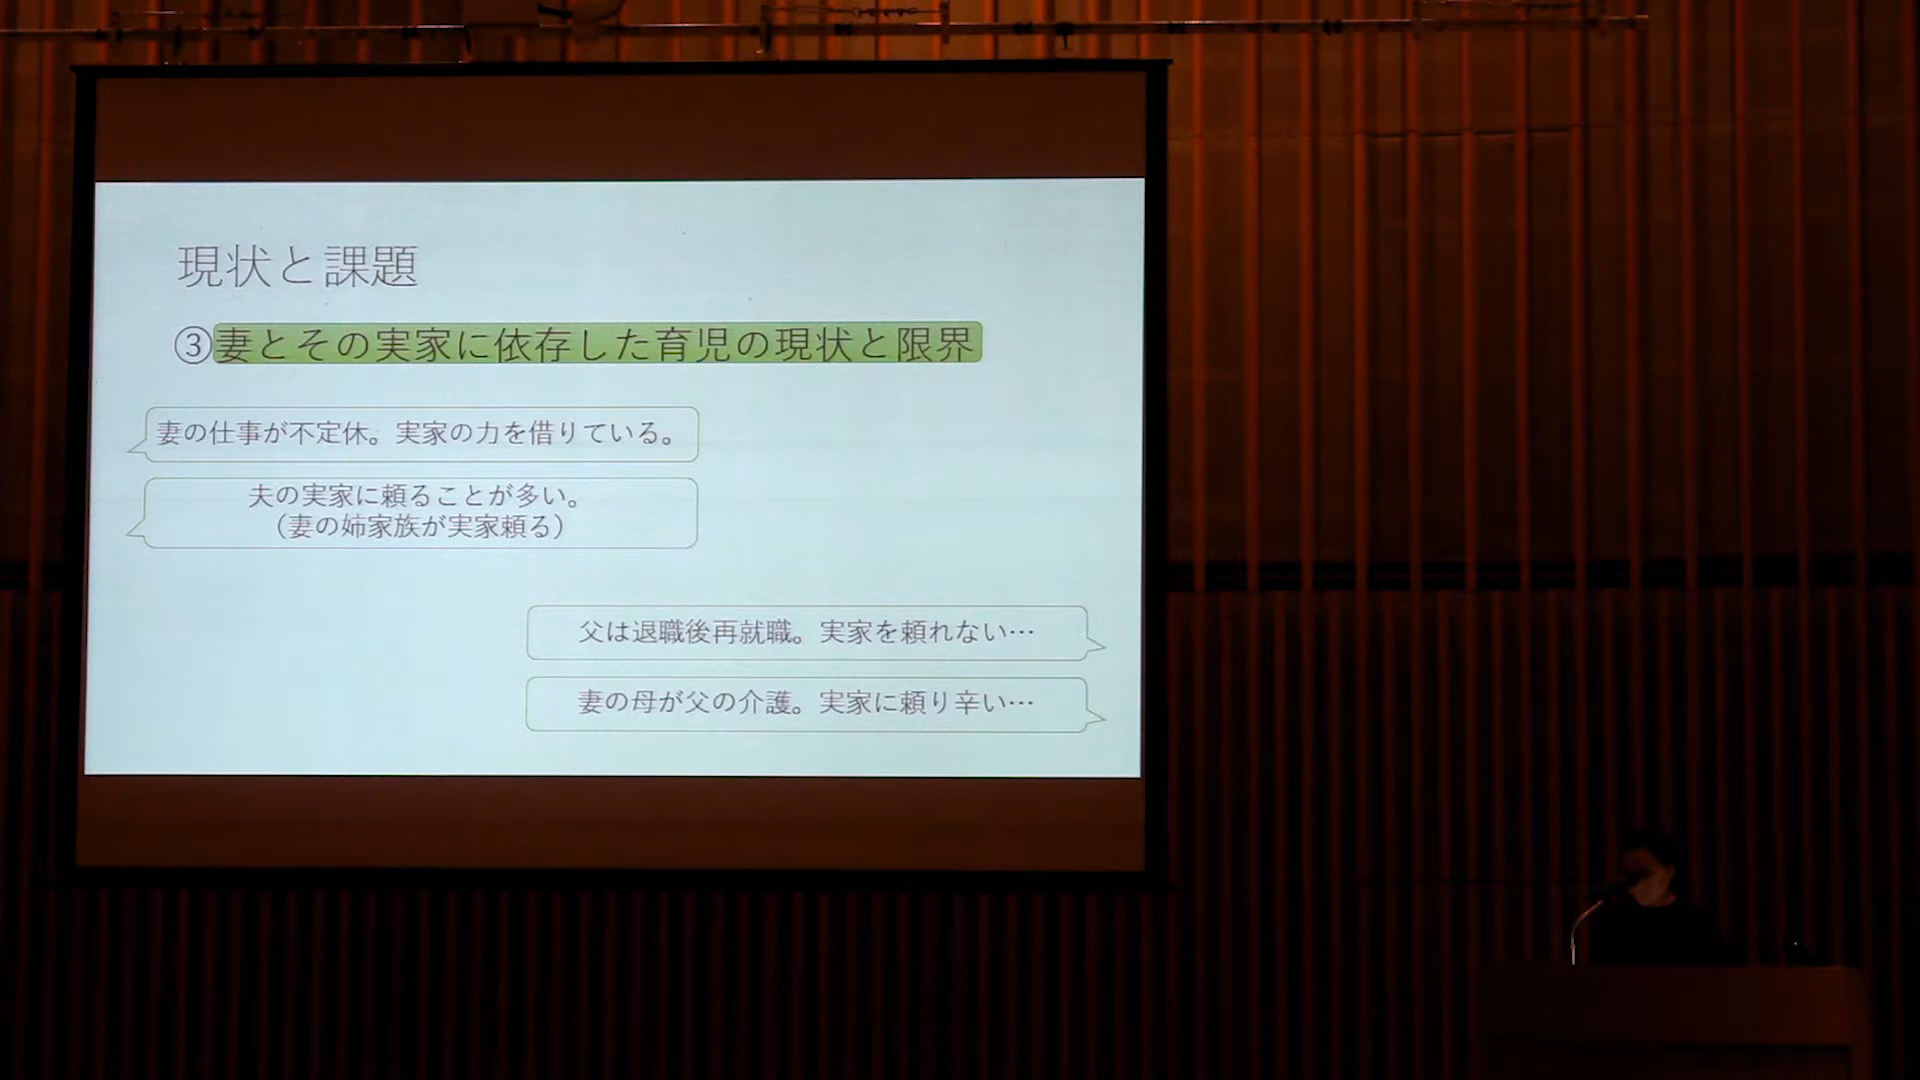 現状と課題
③妻とその実家に依存した育児の現状と限界
妻の仕事が不定休。実家の力を借りている。
夫の実家に頼ることが多い。
（妻の姉家族が実家頼る）
父は退職後再就職。実家を頼れない…
妻の母が父の介護。実家に頼り辛い…